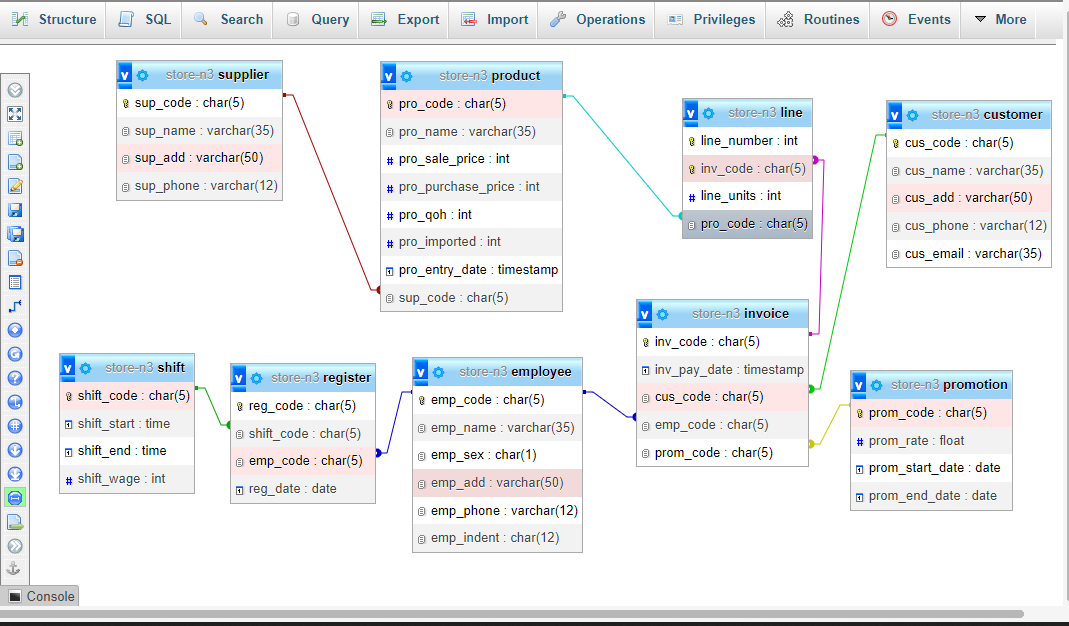 Structure SQL Search Query Export Import Operations Privileges Routines Events More
v store-n3 supplier
sup_code : char(5)
sup_name : varchar(35)
sup_add : varchar(50)
sup_phone : varchar(12)
v store-n3 product
pro_code : char(5)
pro_name : varchar(35)
# pro_sale_price : int
# pro_purchase_price : int
# pro_qoh : int
# pro_imported : int
pro_entry_date : timestamp
sup_code : char(5)
v store-n3 line
line_number : int
inv_code : char(5)
# line_units : int
pro_code : char(5)
v store-n3 customer
cus_code : char(5)
cus_name : varchar(35)
cus_add : varchar(50)
cus_phone : varchar(12)
cus_email : varchar(35)
v store-n3 shift
shift_code : char(5)
shift_start : time
shift_end : time
# shift_wage : int
v store-n3 register
reg_code : char(5)
shift_code : char(5)
emp_code : char(5)
reg_date : date
v store-n3 employee
emp_code : char(5)
emp_name : varchar(35)
emp_sex : char(1)
emp_add : varchar(50)
emp_phone : varchar(12)
emp_indent : char(12)
v store-n3 invoice
inv_code : char(5)
inv_pay_date : timestamp
cus_code : char(5)
emp_code : char(5)
prom_code : char(5)
v store-n3 promotion
prom_code : char(5)
# prom_rate : float
prom_start_date : date
prom_end_date : date
Console